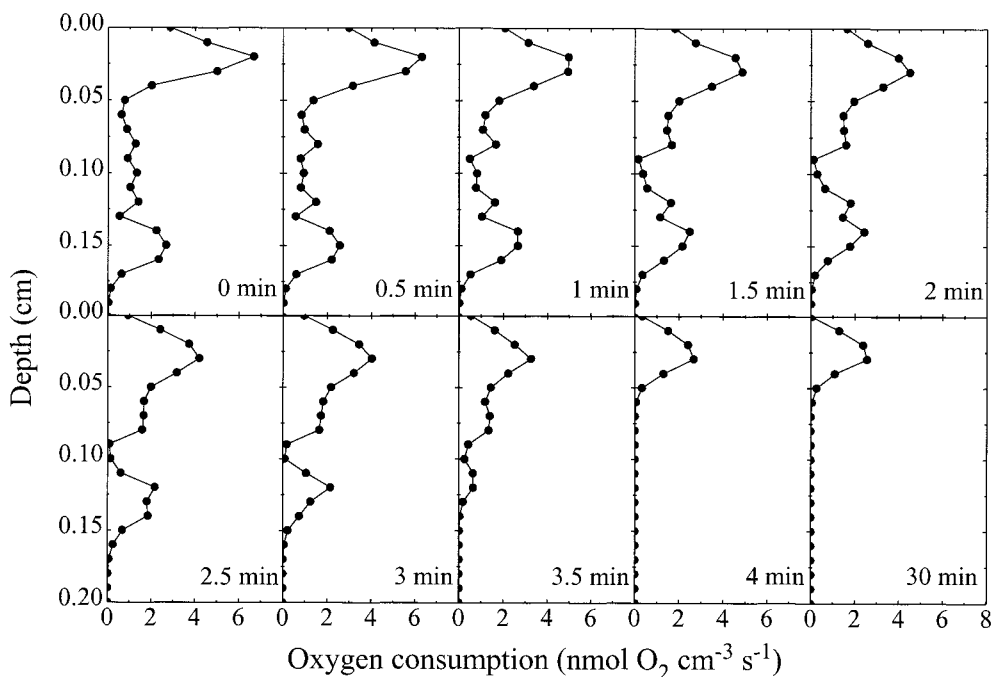 0.00
0.05
0.10
0.15
0 min
0.5 min
1 min
1.5 min
2 min
Depth (cm)
0.00
0.05
0.10
0.15
0.20
2.5 min
3 min
3.5 min
4 min
30 min
0 2 4 6 0 2 4 6 0 2 4 6 0 2 4 6 0 2 4 6 8
Oxygen consumption (nmol O₂ cm⁻³ s⁻¹)